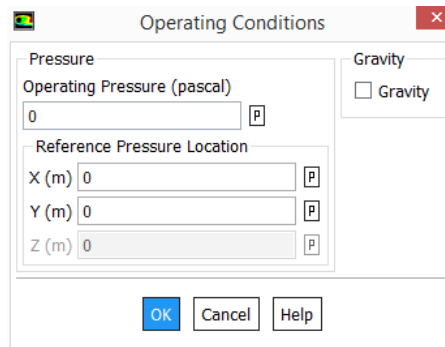 Operating Conditions
Pressure
Operating Pressure (pascal)
0
P
Reference Pressure Location
X (m) 0
P
Y (m) 0
P
Z (m) 0
P
Gravity
Gravity
OK Cancel Help